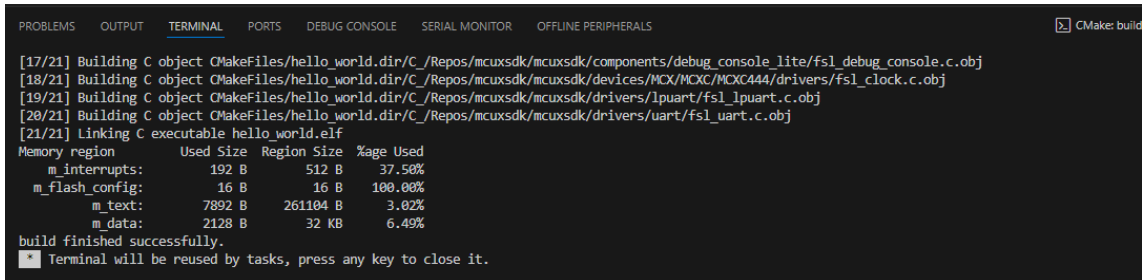 PROBLEMS OUTPUT TERMINAL PORTS DEBUG CONSOLE SERIAL MONITOR OFFLINE PERIPHERALS CMake: build
[17/21] Building C object CMakeFiles/hello_world.dir/C_/Repos/mcuxsdk/mcuxsdk/components/debug_console_lite/fsl_debug_console.c.obj
[18/21] Building C object CMakeFiles/hello_world.dir/C_/Repos/mcuxsdk/mcuxsdk/devices/MCX/MCXC/MCXC444/drivers/fsl_clock.c.obj
[19/21] Building C object CMakeFiles/hello_world.dir/C_/Repos/mcuxsdk/mcuxsdk/drivers/lpuart/fsl_lpuart.c.obj
[20/21] Building C object CMakeFiles/hello_world.dir/C_/Repos/mcuxsdk/mcuxsdk/drivers/uart/fsl_uart.c.obj
[21/21] Linking C executable hello_world.elf
Memory region Used Size Region Size %age Used
m_interrupts: 192 B 512 B 37.50%
m_flash_config: 16 B 16 B 100.00%
m_text: 7892 B 261104 B 3.02%
m_data: 2128 B 32 KB 6.49%
build finished successfully.
* Terminal will be reused by tasks, press any key to close it.